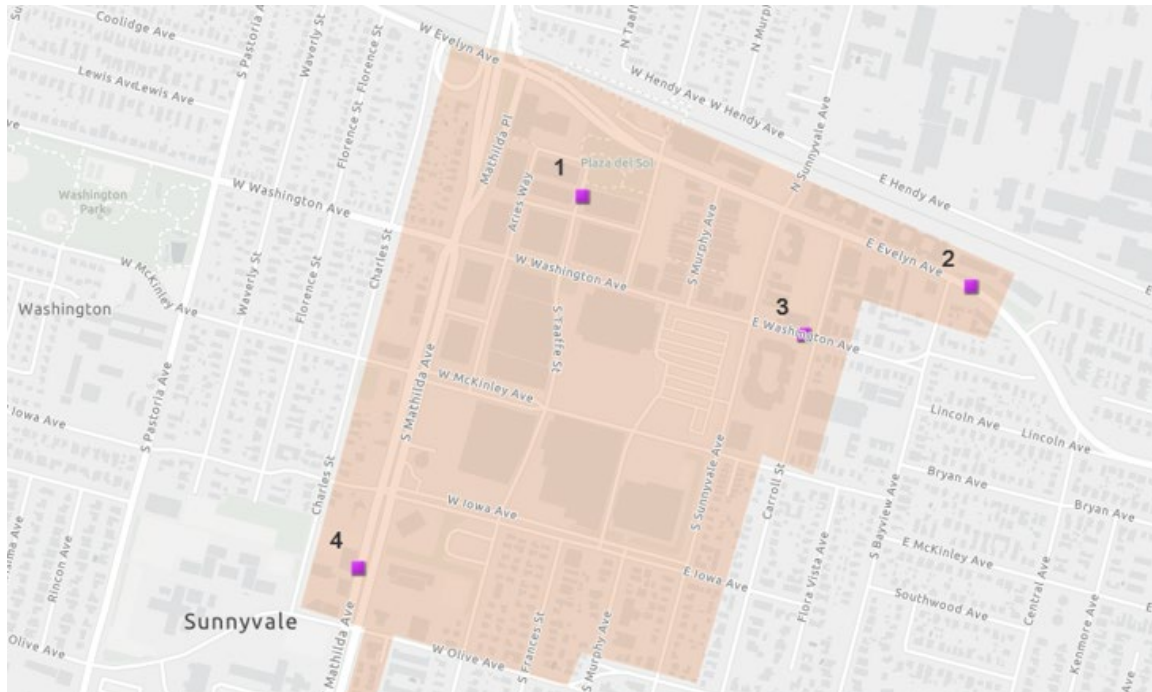 Coolidge Ave
S Pastoria A
Waverly St
Florence St
Florence St
W Evelyn Ave
N Taaff
N Murph
Lewis Ave
Lewis Ave
W Hendy Ave
W Hendy Ave
Mathilda Pl
1
Plaza del Sol
N Sunnyvale Ave
Washington
Park
W Washington Ave
Aries Way
E Hendy Ave
S Murphy Ave
E Evelyn Ave
2
Charles St
W McKinley Ave
Waverly St
Florence St
W Washington Ave
Washington
3
E Washington Ave
S Taaffe St
S Pastoria Ave
S Mathilda Ave
W McKinley Ave
Iowa Ave
Lincoln Ave
Lincoln Ave
Charles St
S Sunnyvale Ave
Carroll St
Bryan Ave
Bryan Ave
W Iowa Ave
S Bayview Ave
4
Rincon Ave
E McKinley Ave
Flora Vista Ave
E Iowa Ave
Central Ave
Southwood Ave
Sunnyvale
Mathilda Ave
Kenmore Ave
Olive Ave
W Olive Ave
S Frances St
S Murphy Ave